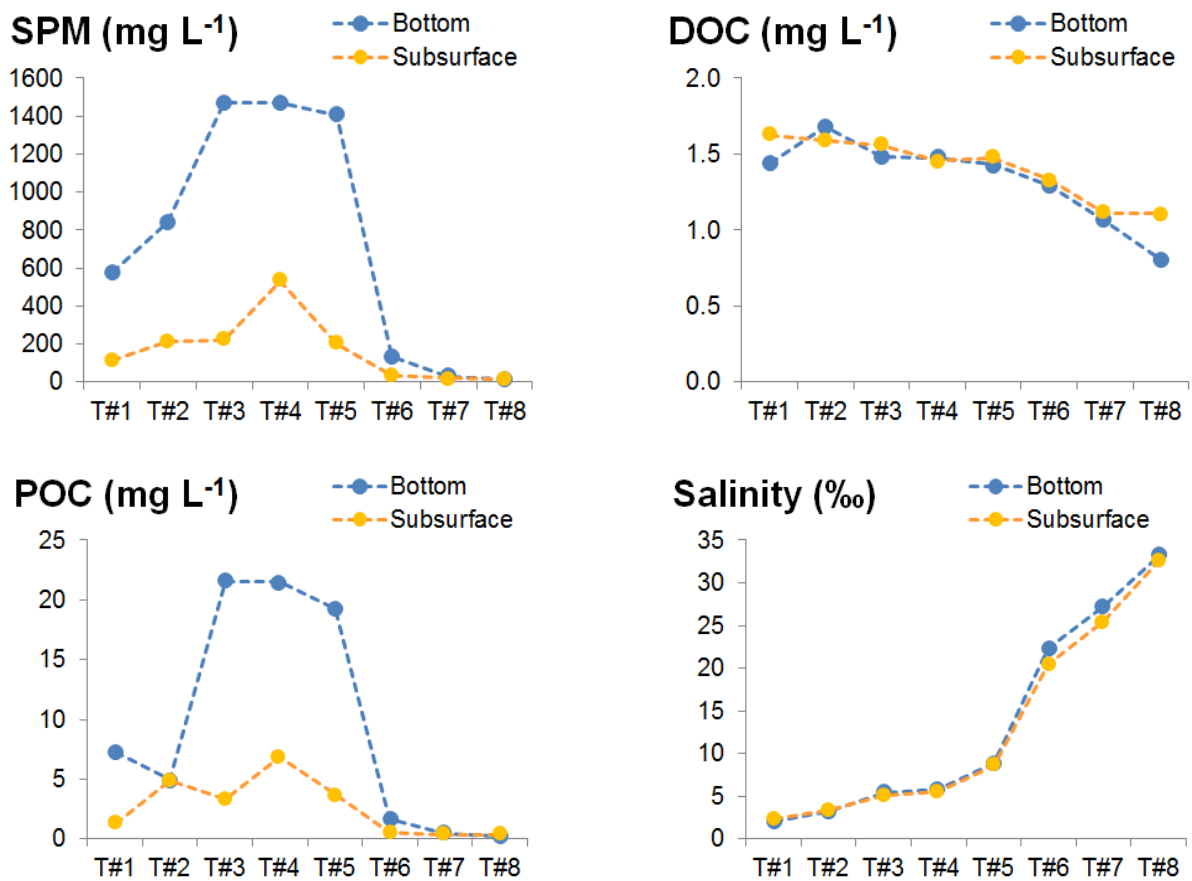 SPM (mg L-1)
Bottom
Subsurface
1600
1400
1200
1000
800
600
400
200
0
T#1 T#2 T#3 T#4 T#5 T#6 T#7 T#8
DOC (mg L-1)
Bottom
Subsurface
2.0
1.5
1.0
0.5
0.0
T#1 T#2 T#3 T#4 T#5 T#6 T#7 T#8
POC (mg L-1)
Bottom
Subsurface
25
20
15
10
5
0
T#1 T#2 T#3 T#4 T#5 T#6 T#7 T#8
Salinity (‰)
Bottom
Subsurface
35
30
25
20
15
10
5
0
T#1 T#2 T#3 T#4 T#5 T#6 T#7 T#8